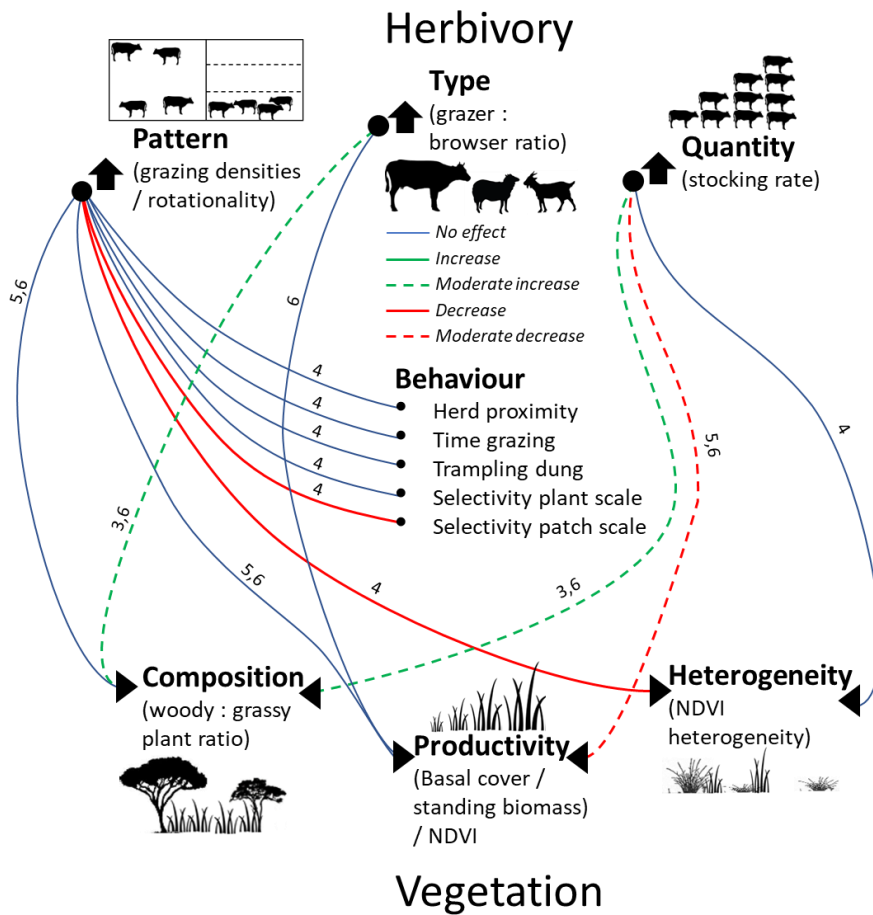 Herbivory
Pattern
(grazing densities
/ rotationality)
Type
(grazer :
browser ratio)
Quantity
(stocking rate)
No effect
Increase
Moderate increase
Decrease
Moderate decrease
5,6
6
4
4
4
4
4
Behaviour
Herd proximity
Time grazing
Trampling dung
Selectivity plant scale
Selectivity patch scale
3,6
5,6
4
3,6
5,6
4
Composition
(woody : grassy
plant ratio)
Productivity
(Basal cover /
standing biomass)
/ NDVI
Heterogeneity
(NDVI
heterogeneity)
Vegetation